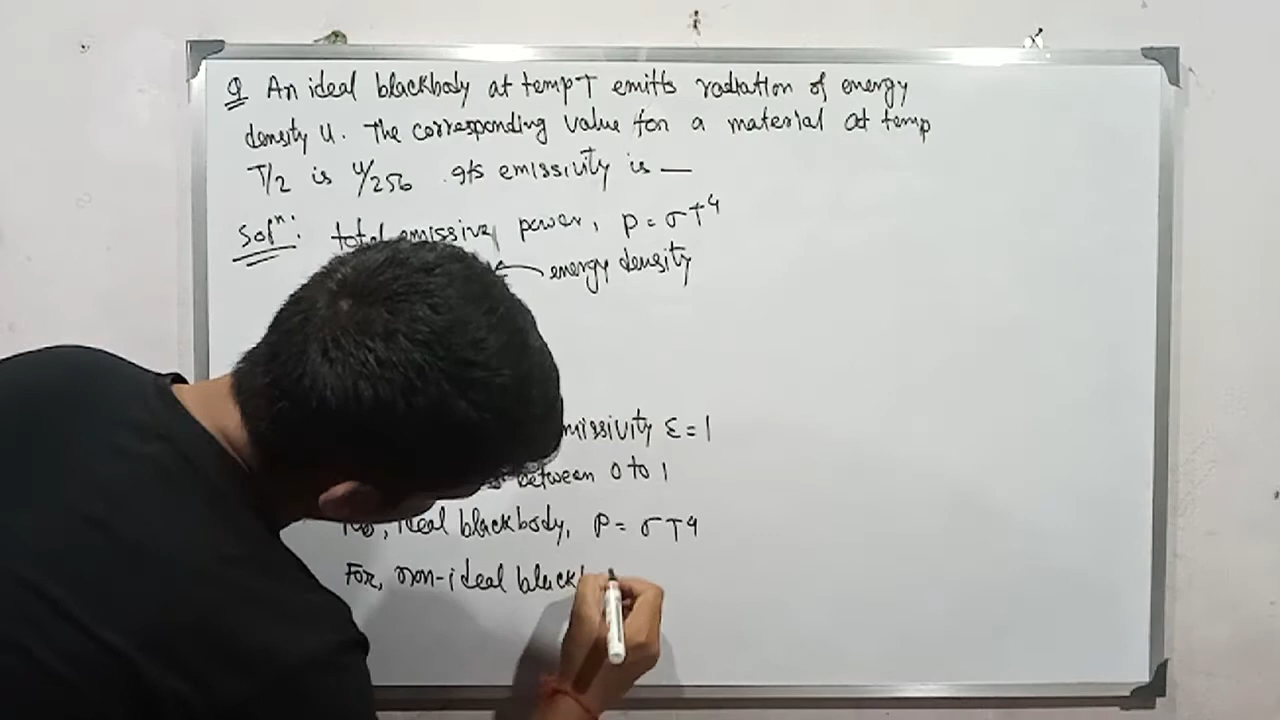 Q An ideal blackbody at temp T emitts radiation of energy
density u. The corresponding value for a material at temp
T/2 is u/256. It's emissivity is —
Solⁿ: total emissive power, P = σT⁴
energy density
missivity ε = 1
between 0 to 1
ideal blackbody, P = σT⁴
For, non-ideal black